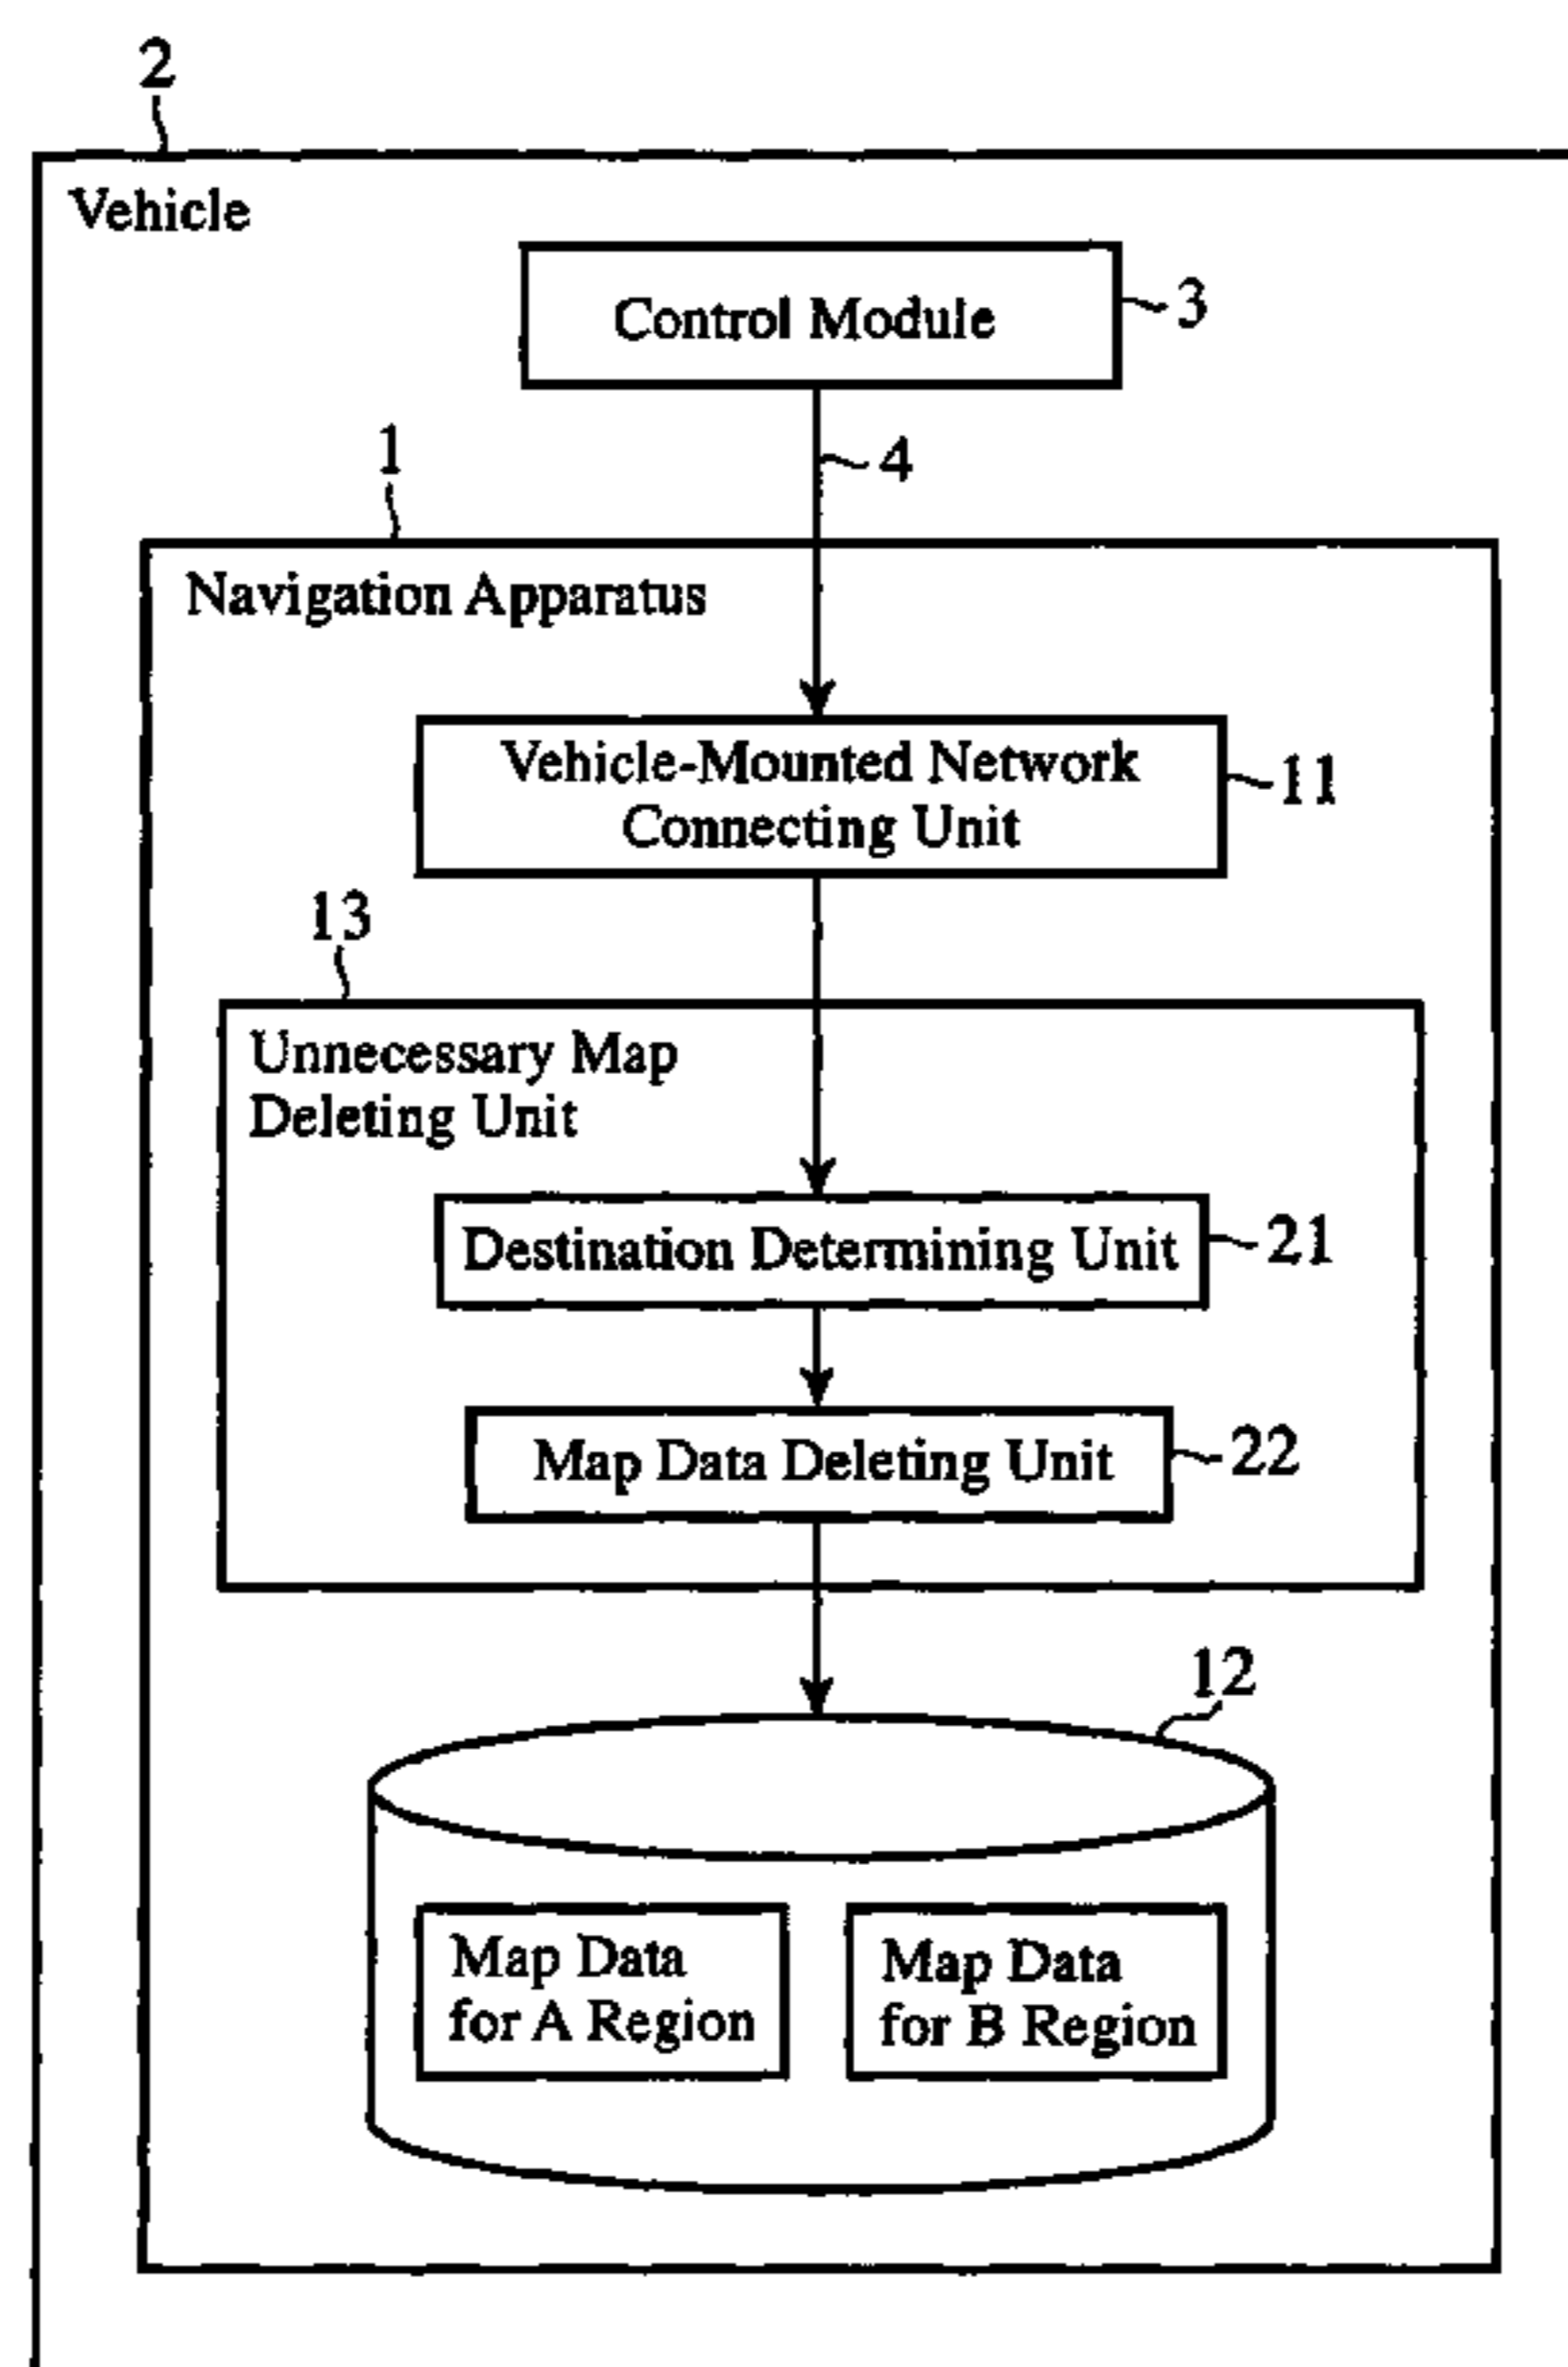 2
Vehicle
Control Module
3
4
1
Navigation Apparatus
Vehicle-Mounted Network
Connecting Unit
11
13
Unnecessary Map
Deleting Unit
Destination Determining Unit
21
Map Data Deleting Unit
22
12
Map Data
for A Region
Map Data
for B Region